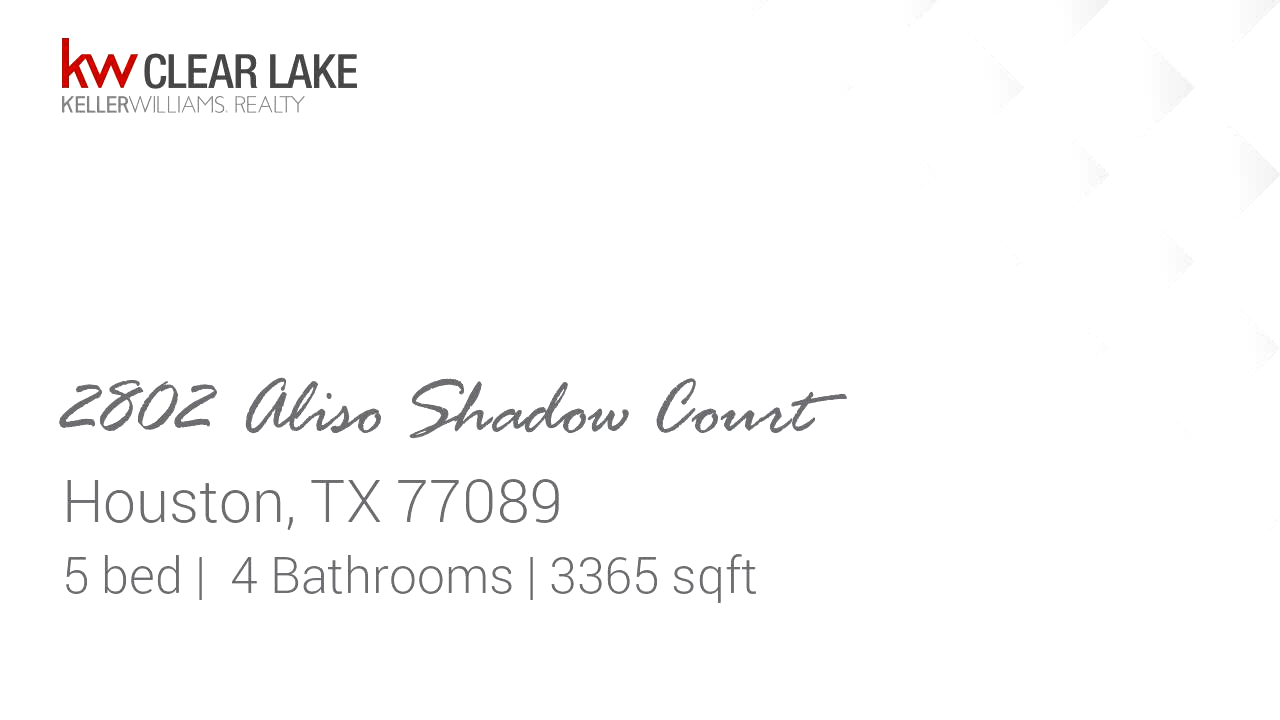 kw CLEAR LAKE
KELLERWILLIAMS. REALTY
2802 Aliso Shadow Court
Houston, TX 77089
5 bed | 4 Bathrooms | 3365 sqft